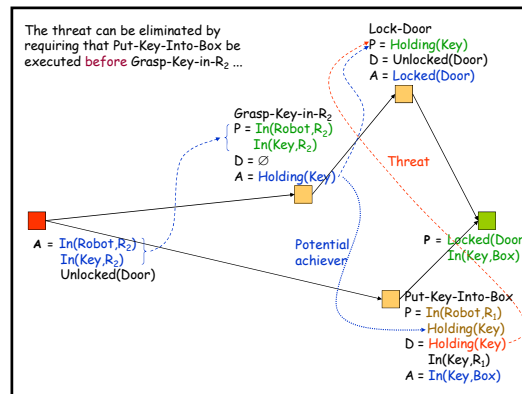 The threat can be eliminated by
requiring that Put-Key-Into-Box be
executed before Grasp-Key-in-R2 ...
Lock-Door
P = Holding(Key)
D = Unlocked(Door)
A = Locked(Door)
Grasp-Key-in-R2
P = In(Robot,R2)
In(Key,R2)
D = ∅
A = Holding(Key)
Threat
A = In(Robot,R2)
In(Key,R2)
Unlocked(Door)
Potential
achiever
P = Locked(Door
In(Key,Box)
Put-Key-Into-Box
P = In(Robot,R1)
Holding(Key)
D = Holding(Key)
In(Key,R1)
A = In(Key,Box)